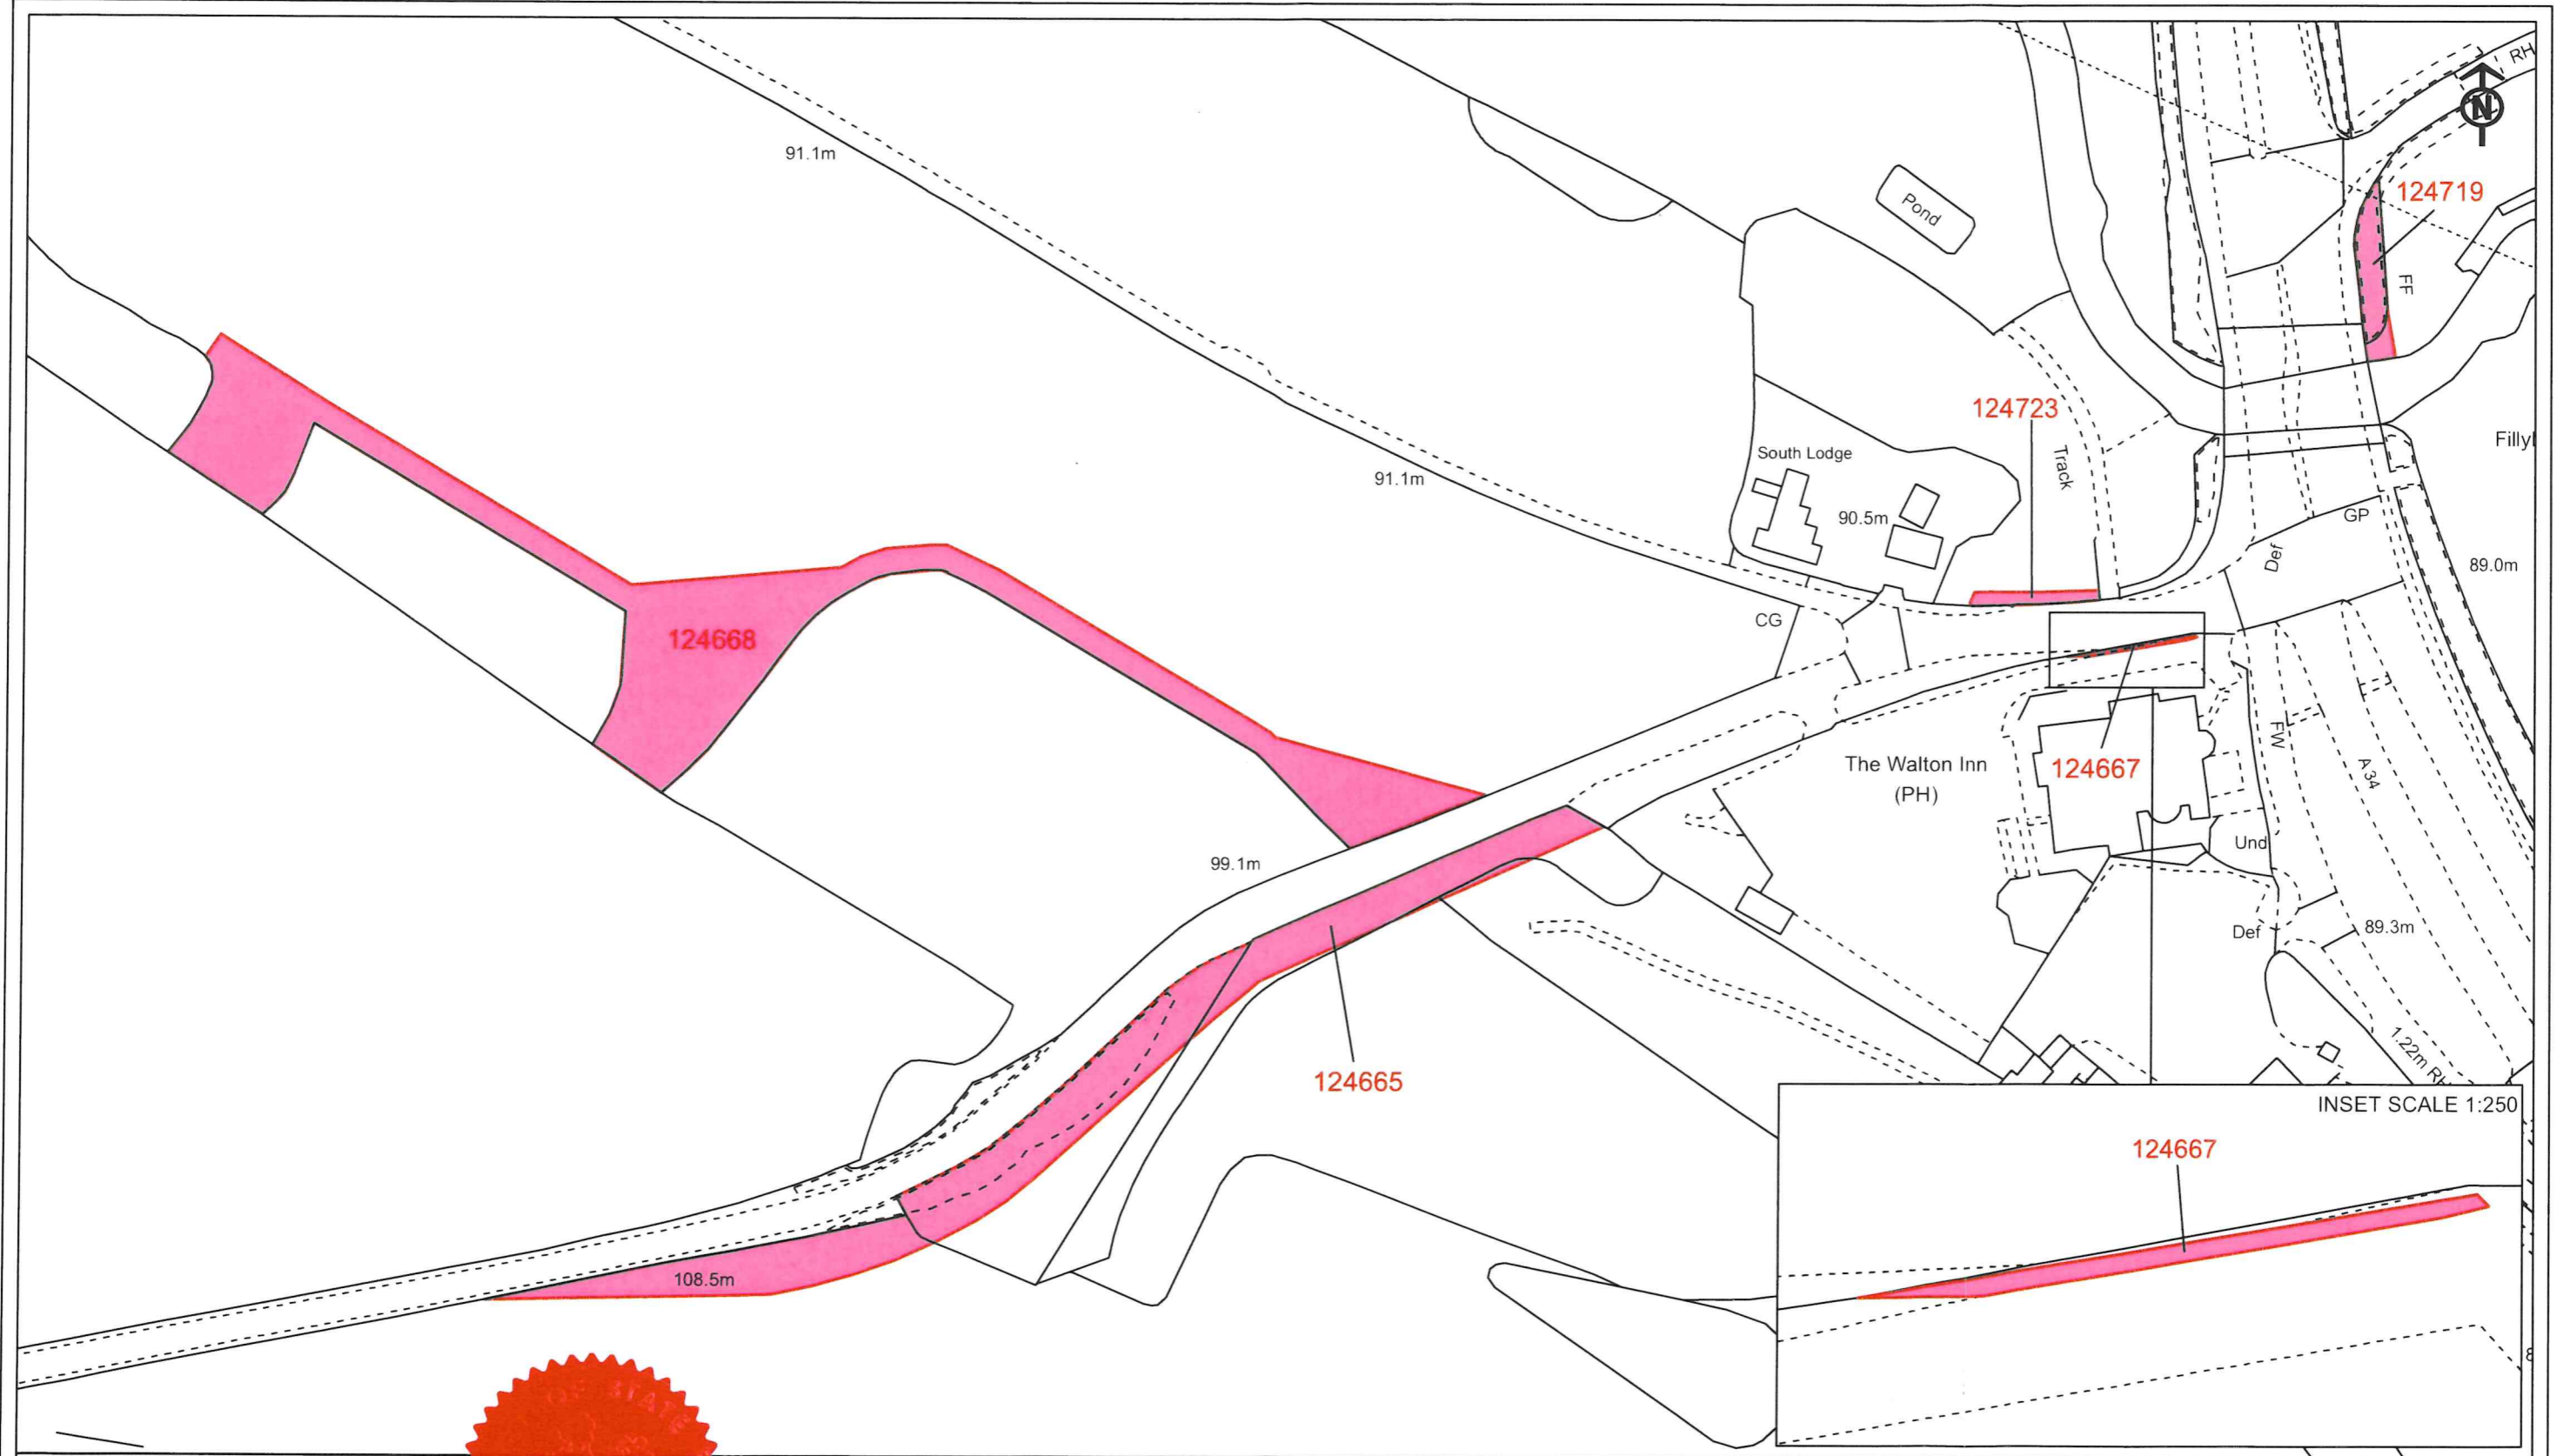 RH
N
91.1m
Pond
124719
FF
124723
Track
South Lodge
91.1m
90.5m
GP
Def
89.0m
CG
124668
FW
A 34
The Walton Inn
(PH)
124667
Und
99.1m
Def
89.3m
1.22m RH
124665
INSET SCALE 1:250
124667
108.5m
OF STATE